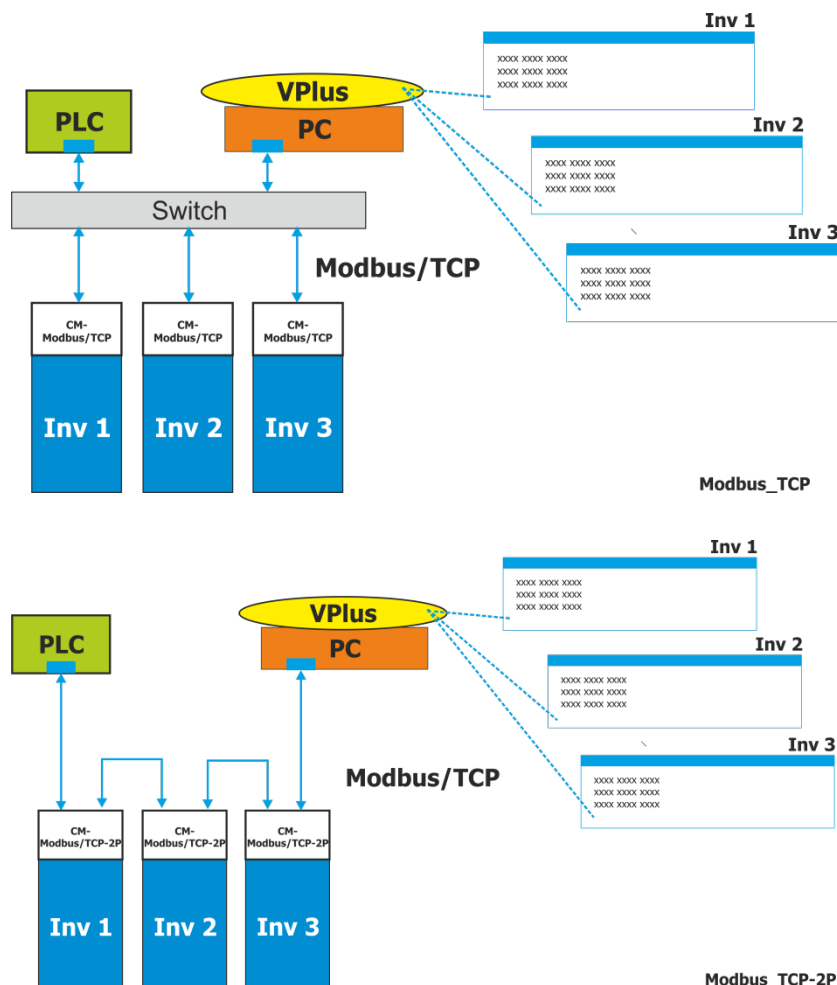 Inv 1
xxxx xxxx xxxx
xxxx xxxx xxxx
xxxx xxxx xxxx
VPlus
PLC
PC
Inv 2
xxxx xxxx xxxx
xxxx xxxx xxxx
xxxx xxxx xxxx
Switch
Inv 3
xxxx xxxx xxxx
xxxx xxxx xxxx
xxxx xxxx xxxx
Modbus/TCP
CM-
Modbus/TCP
CM-
Modbus/TCP
CM-
Modbus/TCP
Inv 1
Inv 2
Inv 3
Modbus_TCP
Inv 1
xxxx xxxx xxxx
xxxx xxxx xxxx
xxxx xxxx xxxx
VPlus
PLC
PC
Inv 2
xxxx xxxx xxxx
xxxx xxxx xxxx
xxxx xxxx xxxx
Inv 3
xxxx xxxx xxxx
xxxx xxxx xxxx
xxxx xxxx xxxx
Modbus/TCP
CM-
Modbus/TCP-2P
CM-
Modbus/TCP-2P
CM-
Modbus/TCP-2P
Inv 1
Inv 2
Inv 3
Modbus_TCP-2P